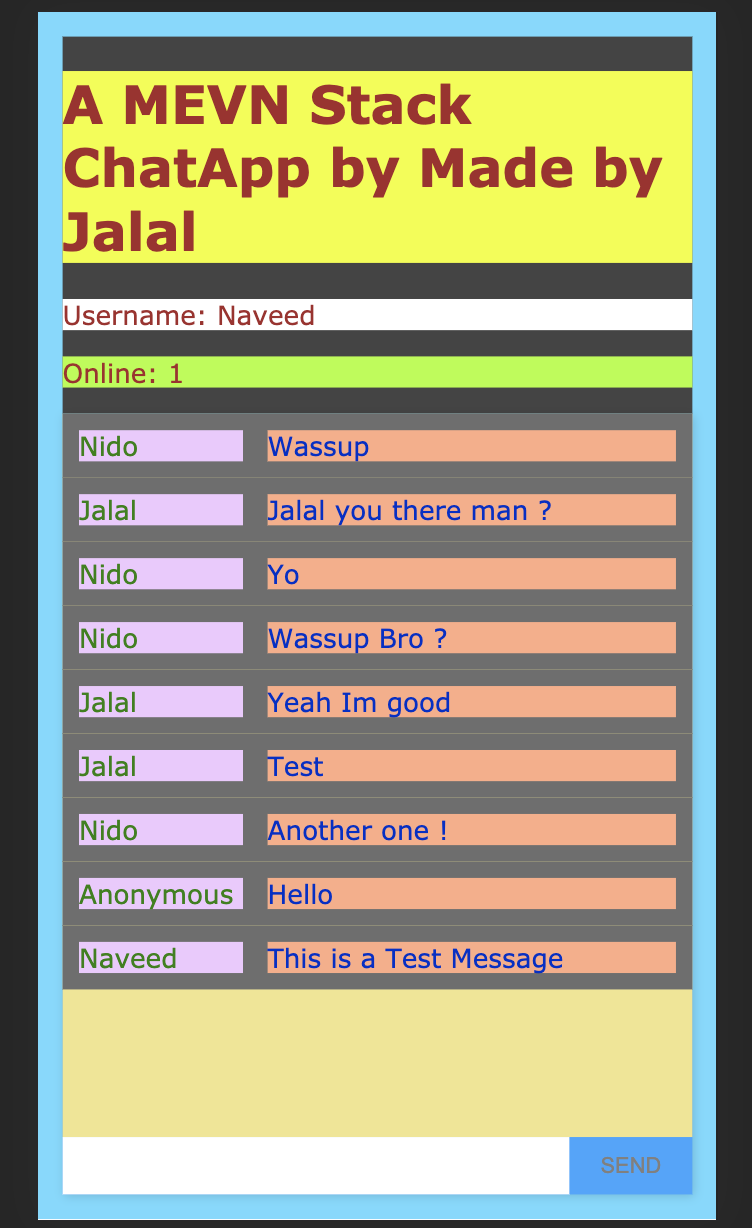 A MEVN Stack
ChatApp by Made by
Jalal
Username: Naveed
Online: 1
Nido Wassup
Jalal Jalal you there man ?
Nido Yo
Nido Wassup Bro ?
Jalal Yeah Im good
Jalal Test
Nido Another one !
Anonymous Hello
Naveed This is a Test Message
SEND